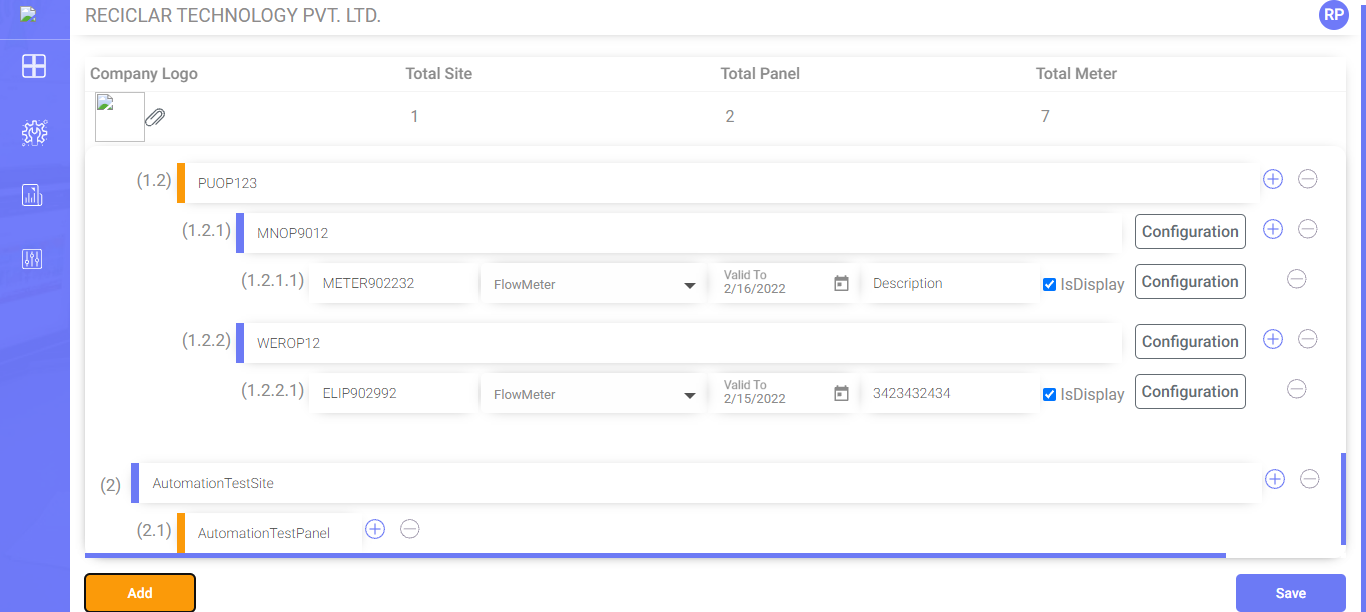 RECICLAR TECHNOLOGY PVT. LTD.
RP
Company Logo Total Site Total Panel Total Meter
1 2 7
(1.2) PUOP123
(1.2.1) MNOP9012 Configuration
(1.2.1.1) METER902232 FlowMeter Valid To 2/16/2022 Description IsDisplay Configuration
(1.2.2) WEROP12 Configuration
(1.2.2.1) ELIP902992 FlowMeter Valid To 2/15/2022 3423432434 IsDisplay Configuration
(2) AutomationTestSite
(2.1) AutomationTestPanel
Add Save